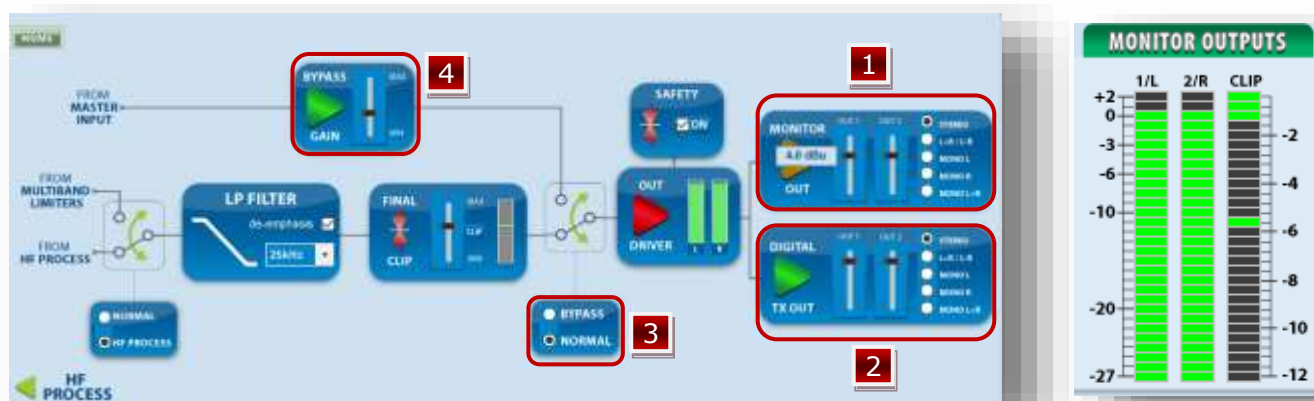 HOME
BYPASS
MAX
GAIN
MIN
4
FROM
MASTER
INPUT
FROM
MULTIBAND
LIMITERS
FROM
HF PROCESS
LP FILTER
de-emphasis
25kHz
FINAL
MAX
CLIP
CLIP
MIN
NORMAL
HF PROCESS
HF
PROCESS
BYPASS
NORMAL
3
SAFETY
ON
OUT
DRIVER
L R
1
MONITOR
OUT 1 OUT 2
4.0 dBu
OUT
STEREO
L+R / L-R
MONO L
MONO R
MONO L+R
DIGITAL
OUT 1 OUT 2
TX OUT
STEREO
L+R / L-R
MONO L
MONO R
MONO L+R
2
MONITOR OUTPUTS
1/L 2/R CLIP
+2
0
-3
-6
-10
-20
-27
-2
-4
-6
-8
-10
-12